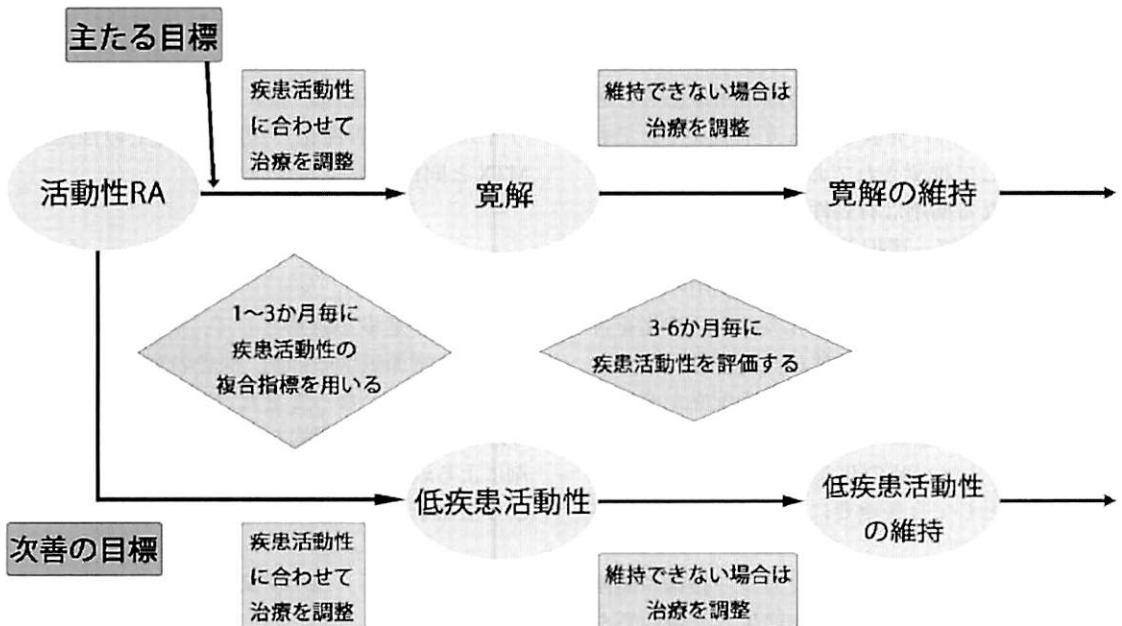 主たる目標
疾患活動性
に合わせて
治療を調整
維持できない場合は
治療を調整
活動性RA
寛解
寛解の維持
1〜3か月毎に
疾患活動性の
複合指標を用いる
3-6か月毎に
疾患活動性を評価する
低疾患活動性
低疾患活動性
の維持
次善の目標
疾患活動性
に合わせて
治療を調整
維持できない場合は
治療を調整